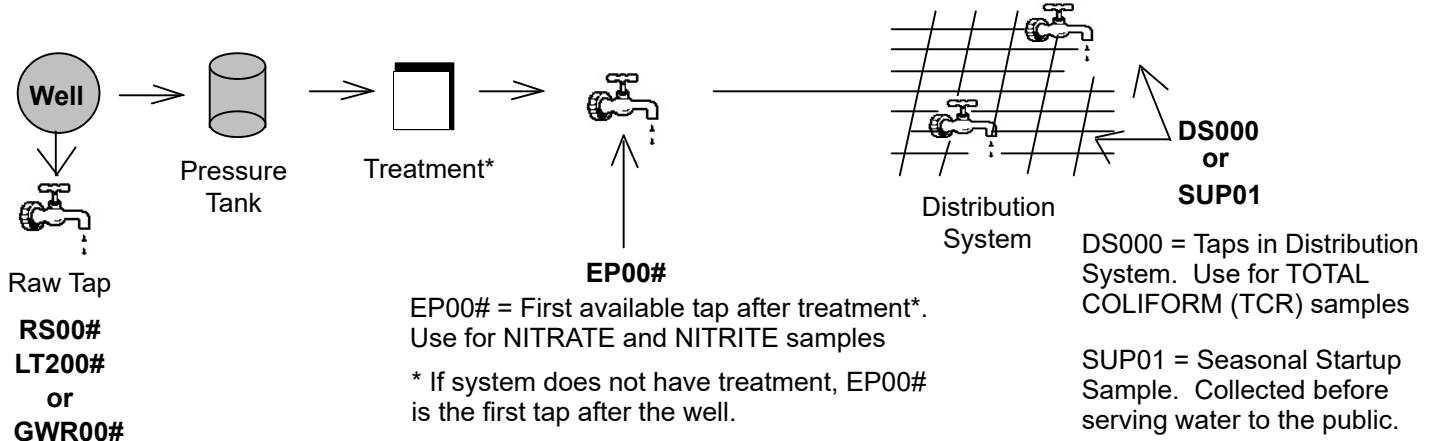 Well
Pressure
Tank
Treatment*
Raw Tap
RS00#
LT200#
or
GWR00#
EP00#
EP00# = First available tap after treatment*.
Use for NITRATE and NITRITE samples
* If system does not have treatment, EP00#
is the first tap after the well.
Distribution
System
DS000
or
SUP01
DS000 = Taps in Distribution
System. Use for TOTAL
COLIFORM (TCR) samples
SUP01 = Seasonal Startup
Sample. Collected before
serving water to the public.